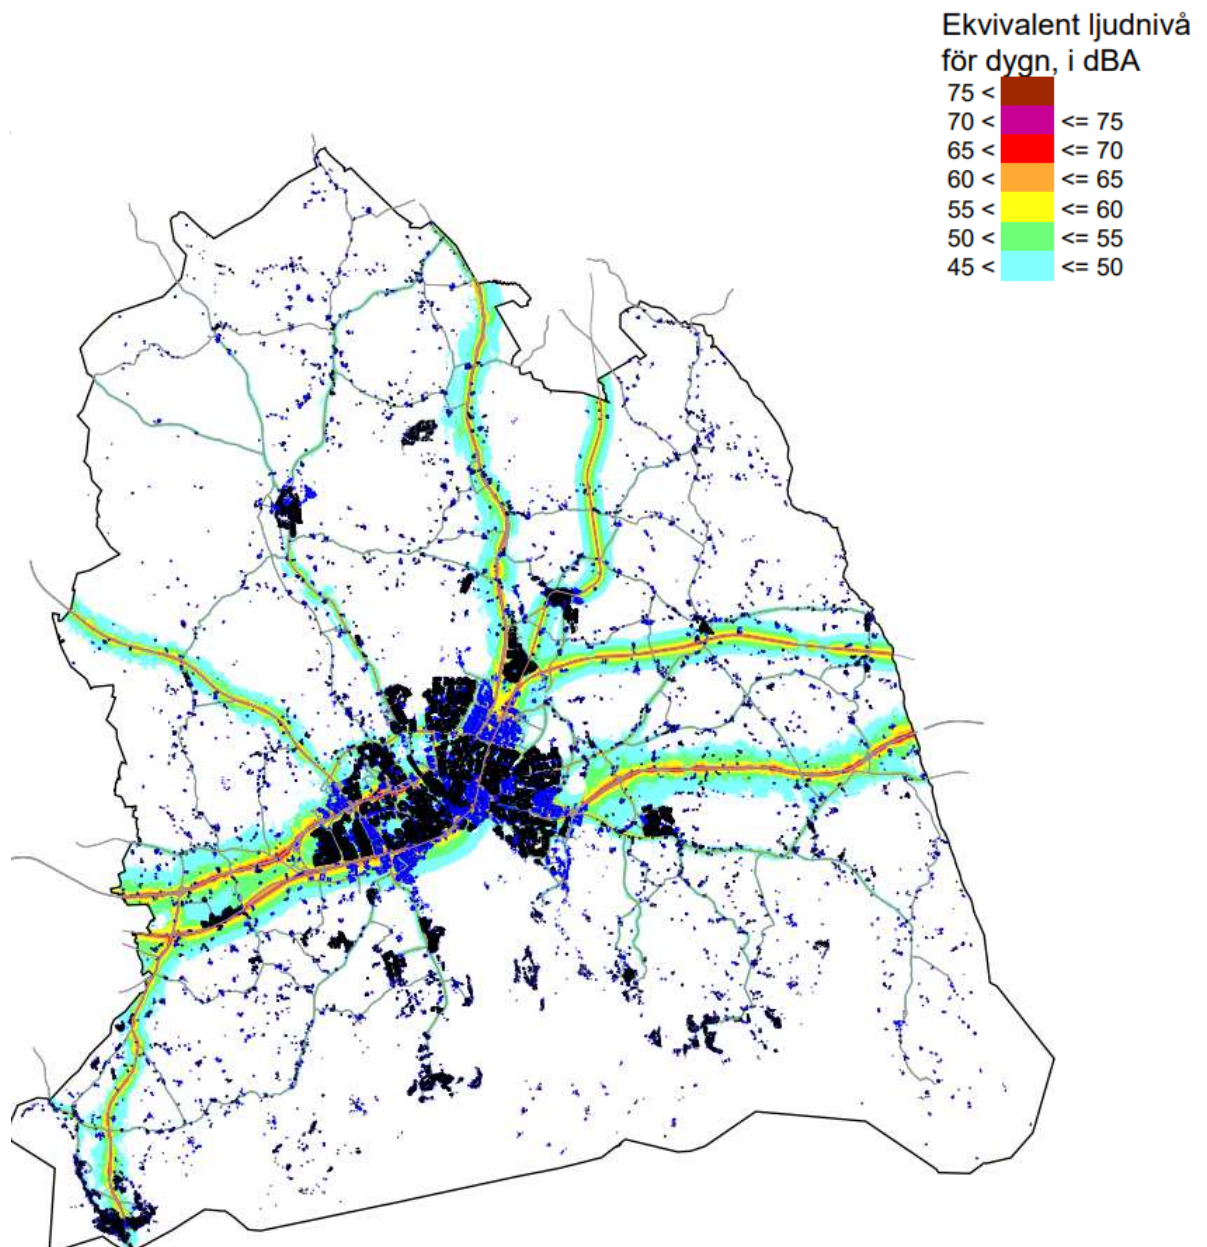 Ekvivalent ljudnivå
för dygn, i dBA
75 <
70 < <= 75
65 < <= 70
60 < <= 65
55 < <= 60
50 < <= 55
45 < <= 50